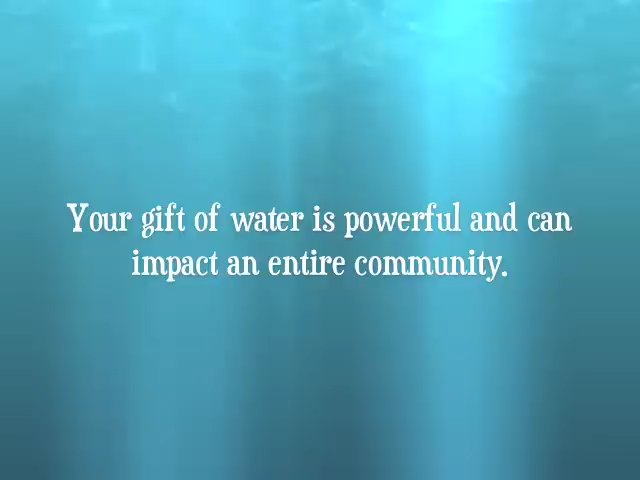 Your gift of water is powerful and can
impact an entire community.